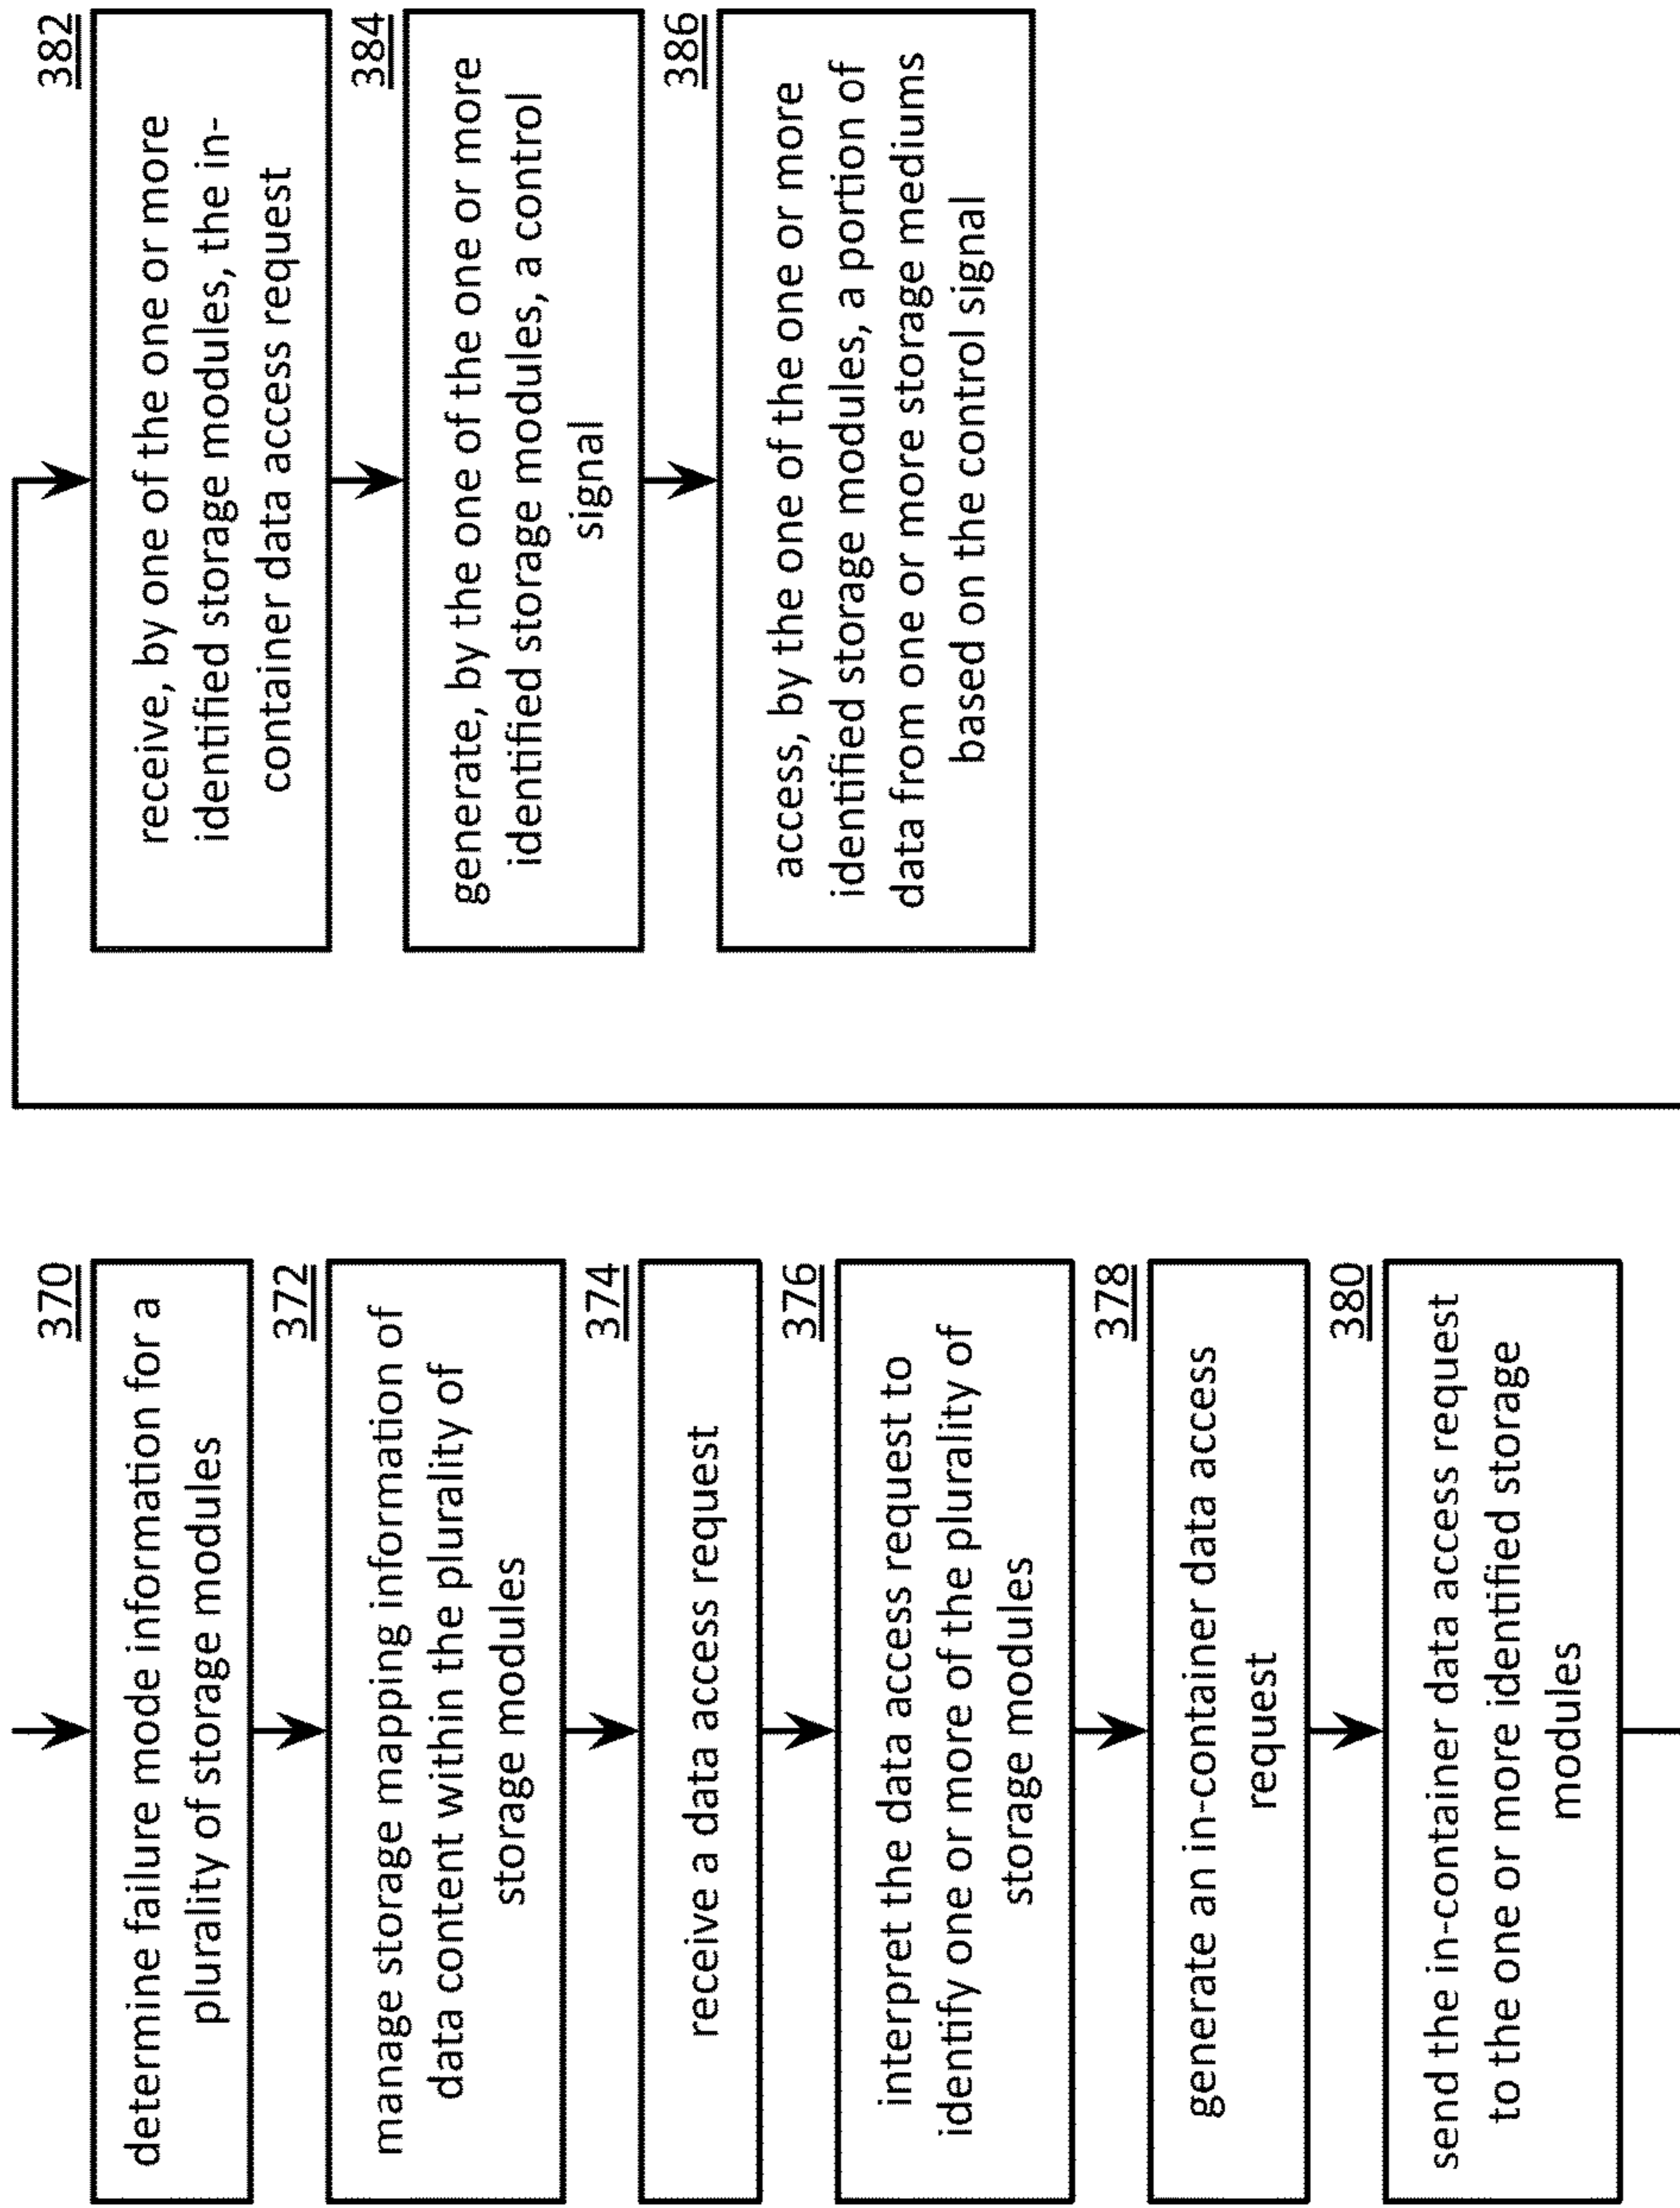 370
determine failure mode information for a
plurality of storage modules
372
manage storage mapping information of
data content within the plurality of
storage modules
374
receive a data access request
376
interpret the data access request to
identify one or more of the plurality of
storage modules
378
generate an in-container data access
request
380
send the in-container data access request
to the one or more identified storage
modules
382
receive, by one of the one or more
identified storage modules, the in-
container data access request
384
generate, by the one of the one or more
identified storage modules, a control
signal
386
access, by the one of the one or more
identified storage modules, a portion of
data from one or more storage mediums
based on the control signal